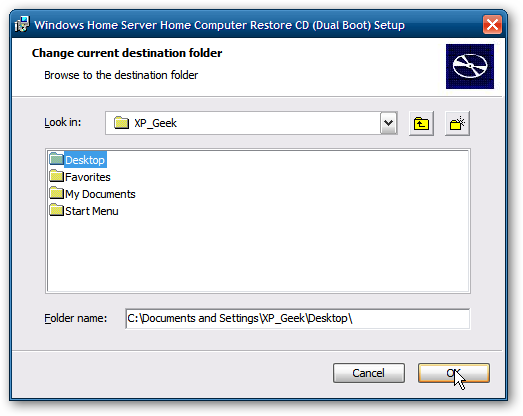 Windows Home Server Home Computer Restore CD (Dual Boot) Setup
Change current destination folder
Browse to the destination folder
Look in:
XP_Geek
Desktop
Favorites
My Documents
Start Menu
Folder name:
C:\Documents and Settings\XP_Geek\Desktop\
Cancel
OK